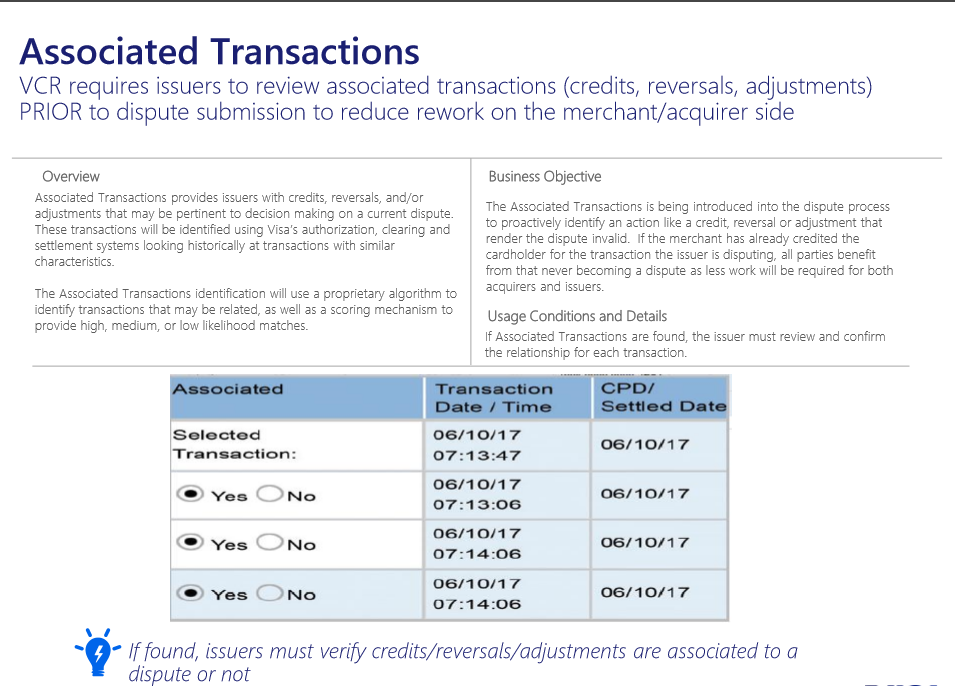 Associated Transactions
VCR requires issuers to review associated transactions (credits, reversals, adjustments)
PRIOR to dispute submission to reduce rework on the merchant/acquirer side
Overview
Associated Transactions provides issuers with credits, reversals, and/or
adjustments that may be pertinent to decision making on a current dispute.
These transactions will be identified using Visa's authorization, clearing and
settlement systems looking historically at transactions with similar
characteristics.
The Associated Transactions identification will use a proprietary algorithm to
identify transactions that may be related, as well as a scoring mechanism to
provide high, medium, or low likelihood matches.
Business Objective
The Associated Transactions is being introduced into the dispute process
to proactively identify an action like a credit, reversal or adjustment that
render the dispute invalid. If the merchant has already credited the
cardholder for the transaction the issuer is disputing, all parties benefit
from that never becoming a dispute as less work will be required for both
acquirers and issuers.
Usage Conditions and Details
If Associated Transactions are found, the issuer must review and confirm
the relationship for each transaction.
Associated Transaction CPD/
Date / Time Settled Date
Selected 06/10/17
Transaction: 07:13:47 06/10/17
Yes No 06/10/17 07:13:06 06/10/17
Yes No 06/10/17 07:14:06 06/10/17
Yes No 06/10/17 07:14:06 06/10/17
If found, issuers must verify credits/reversals/adjustments are associated to a
dispute or not